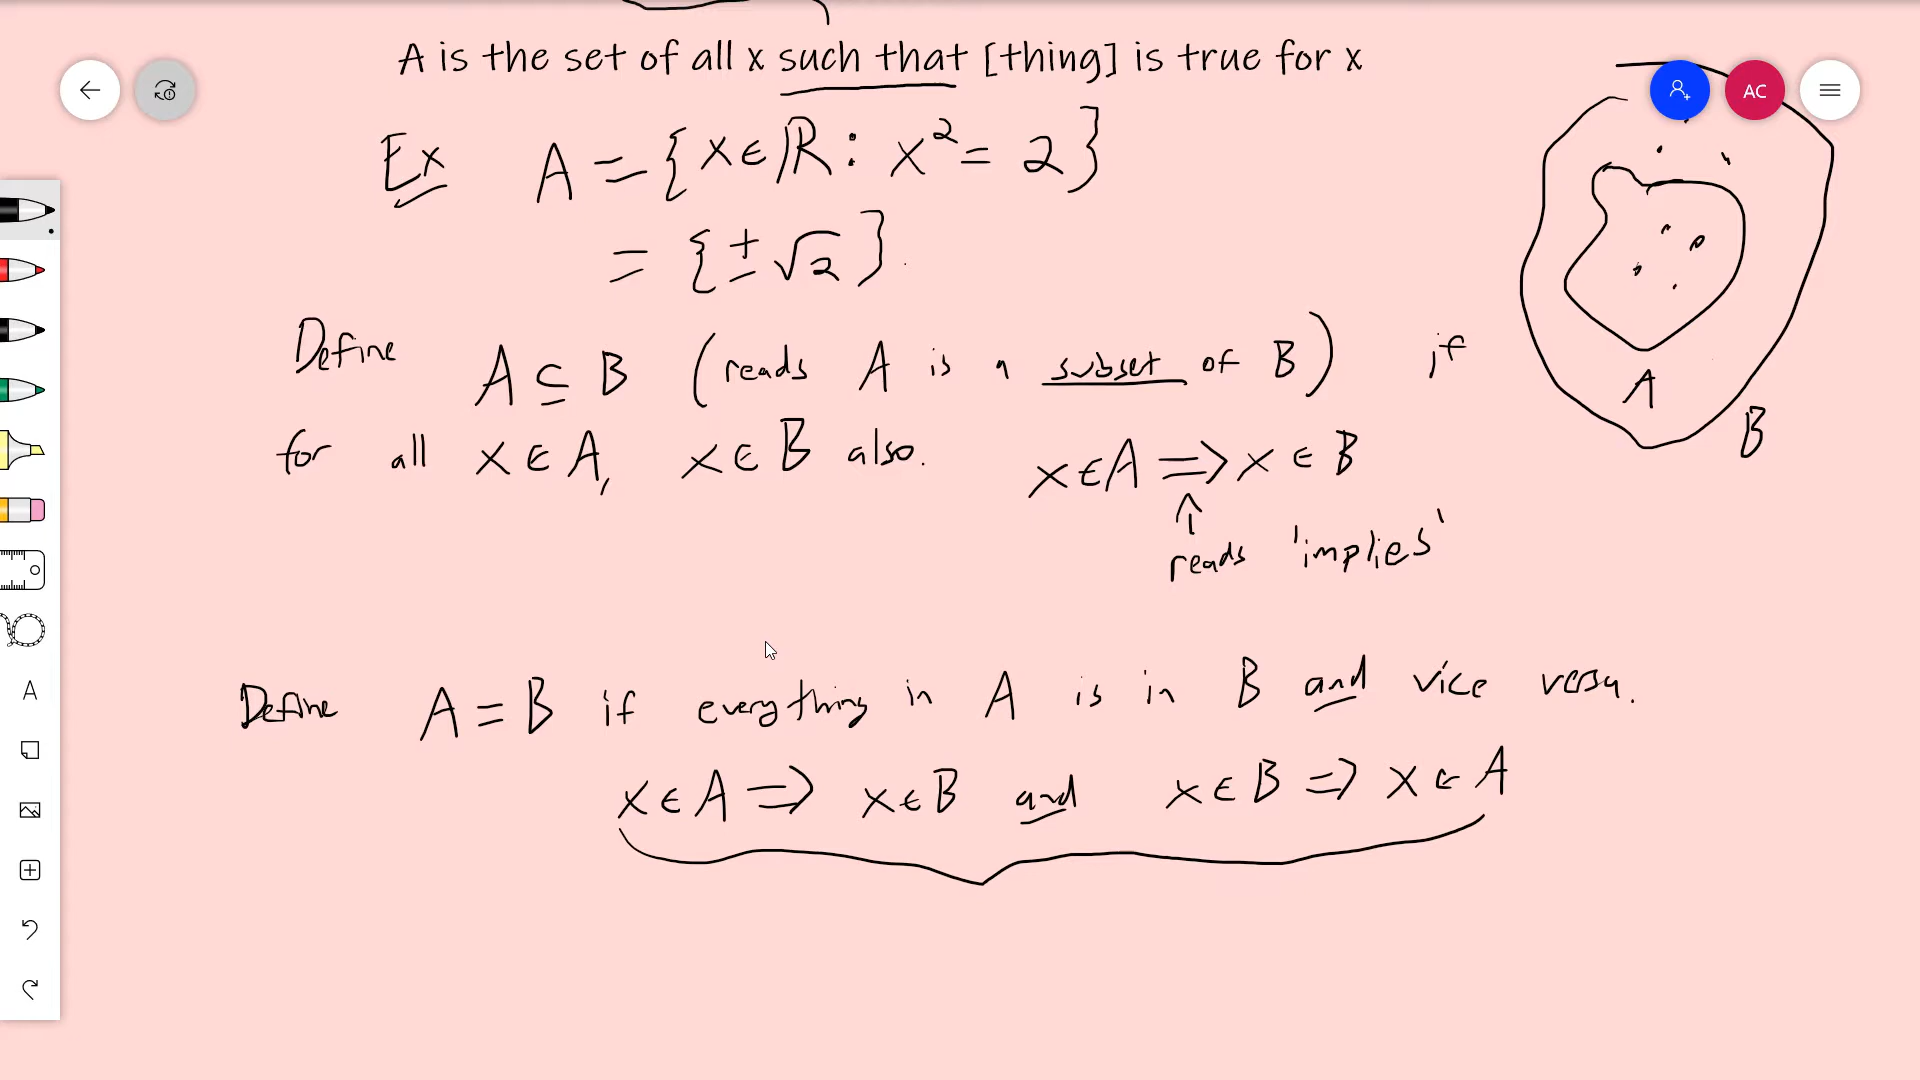 A is the set of all x such that [thing] is true for x
AC
Ex A = {x ∈ ℝ : x² = 2}
= {± √2}.
Define A ⊆ B (reads A is a subset of B) if
for all x ∈ A, x ∈ B also. x ∈ A ⇒ x ∈ B
↑
reads 'implies'
A
B
Define A = B if everything in A is in B and vice versa.
x ∈ A ⇒ x ∈ B and x ∈ B ⇒ x ∈ A
A